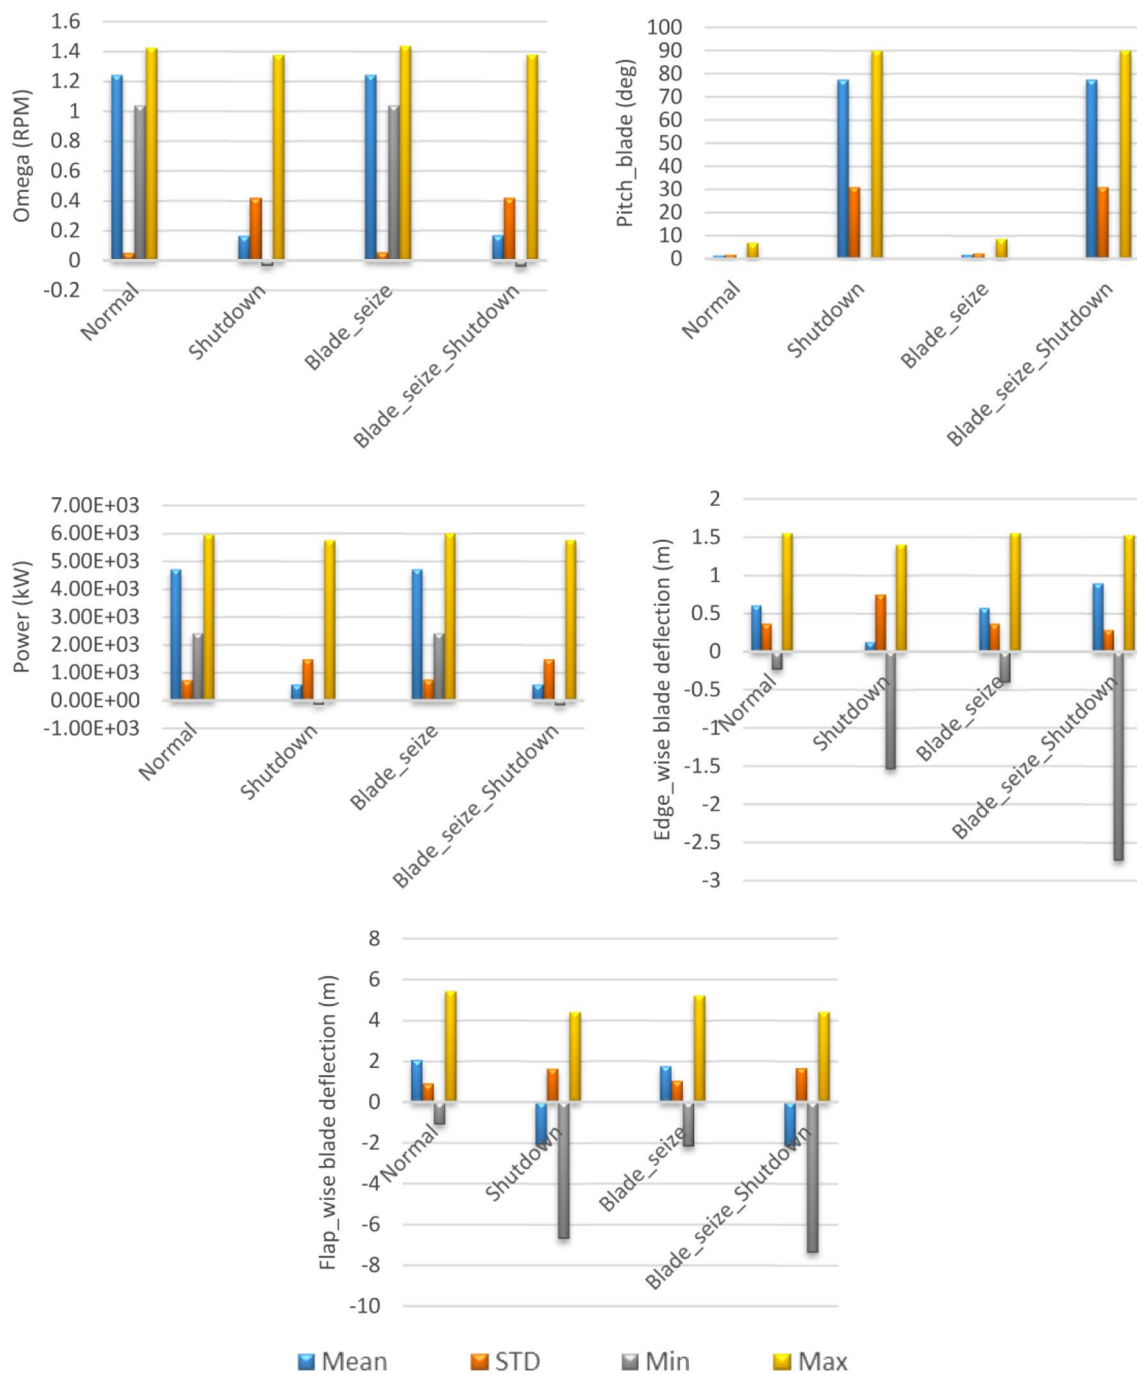 Omega (RPM)
1.6
1.4
1.2
1
0.8
0.6
0.4
0.2
0
-0.2
Normal
Shutdown
Blade_seize
Blade_seize_Shutdown
Pitch_blade (deg)
100
90
80
70
60
50
40
30
20
10
0
Normal
Shutdown
Blade_seize
Blade_seize_Shutdown
Power (kW)
7.00E+03
6.00E+03
5.00E+03
4.00E+03
3.00E+03
2.00E+03
1.00E+03
0.00E+00
-1.00E+03
Normal
Shutdown
Blade_seize
Blade_seize_Shutdown
Edge_wise blade deflection (m)
2
1.5
1
0.5
0
-0.5
-1
-1.5
-2
-2.5
-3
Normal
Shutdown
Blade_seize
Blade_seize_Shutdown
Flap_wise blade deflection (m)
8
6
4
2
0
-2
-4
-6
-8
-10
Normal
Shutdown
Blade_seize
Blade_seize_Shutdown
Mean STD Min Max